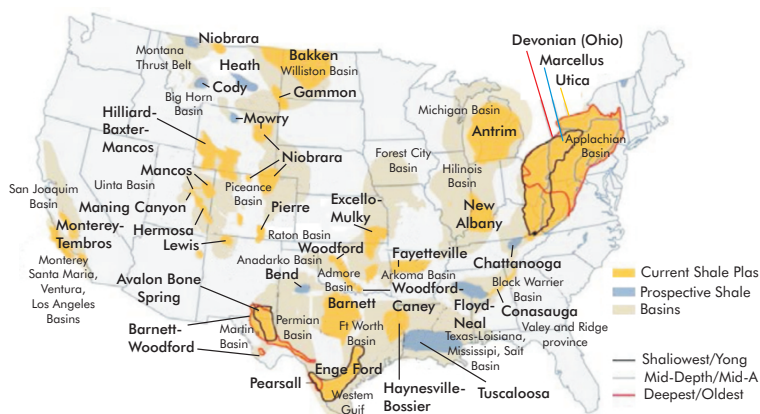 Niobrara
Montana
Thrust Belt
Heath
Bakken
Williston Basin
Cody
Big Horn
Basin
Gammon
Mowry
Hilliard-
Baxter-
Mancos
Niobrara
Mancos
Uinta Basin
Piceance
Basin
San Joaquin
Basin
Maning Canyon
Hermosa
Lewis
Pierre
Raton Basin
Monterey-
Tembros
Monterey
Santa Maria,
Ventura,
Los Angeles
Basins
Devonian (Ohio)
Marcellus
Utica
Michigan Basin
Antrim
Applachian
Basin
Forest City
Basin
Hilinois
Basin
New
Albany
Excello-
Mulky
Woodford
Anadarko Basin
Bend
Admore
Basin
Fayetteville
Arkoma Basin
Woodford-
Chattanooga
Black Warrier
Basin
Conasauga
Valey and Ridge
province
Floyd-
Neal
Avalon Bone
Spring
Barnett-
Woodford
Martin
Basin
Permian
Basin
Barnett
Ft Worth
Basin
Caney
Texas-Loisiana,
Mississipi, Sait
Basin
Enge Ford
Pearsall
Westem
Guif
Haynesville-
Bossier
Tuscaloosa
Current Shale Plas
Prospective Shale
Basins
Shaliowest/Yong
Mid-Depth/Mid-A
Deepest/Oldest